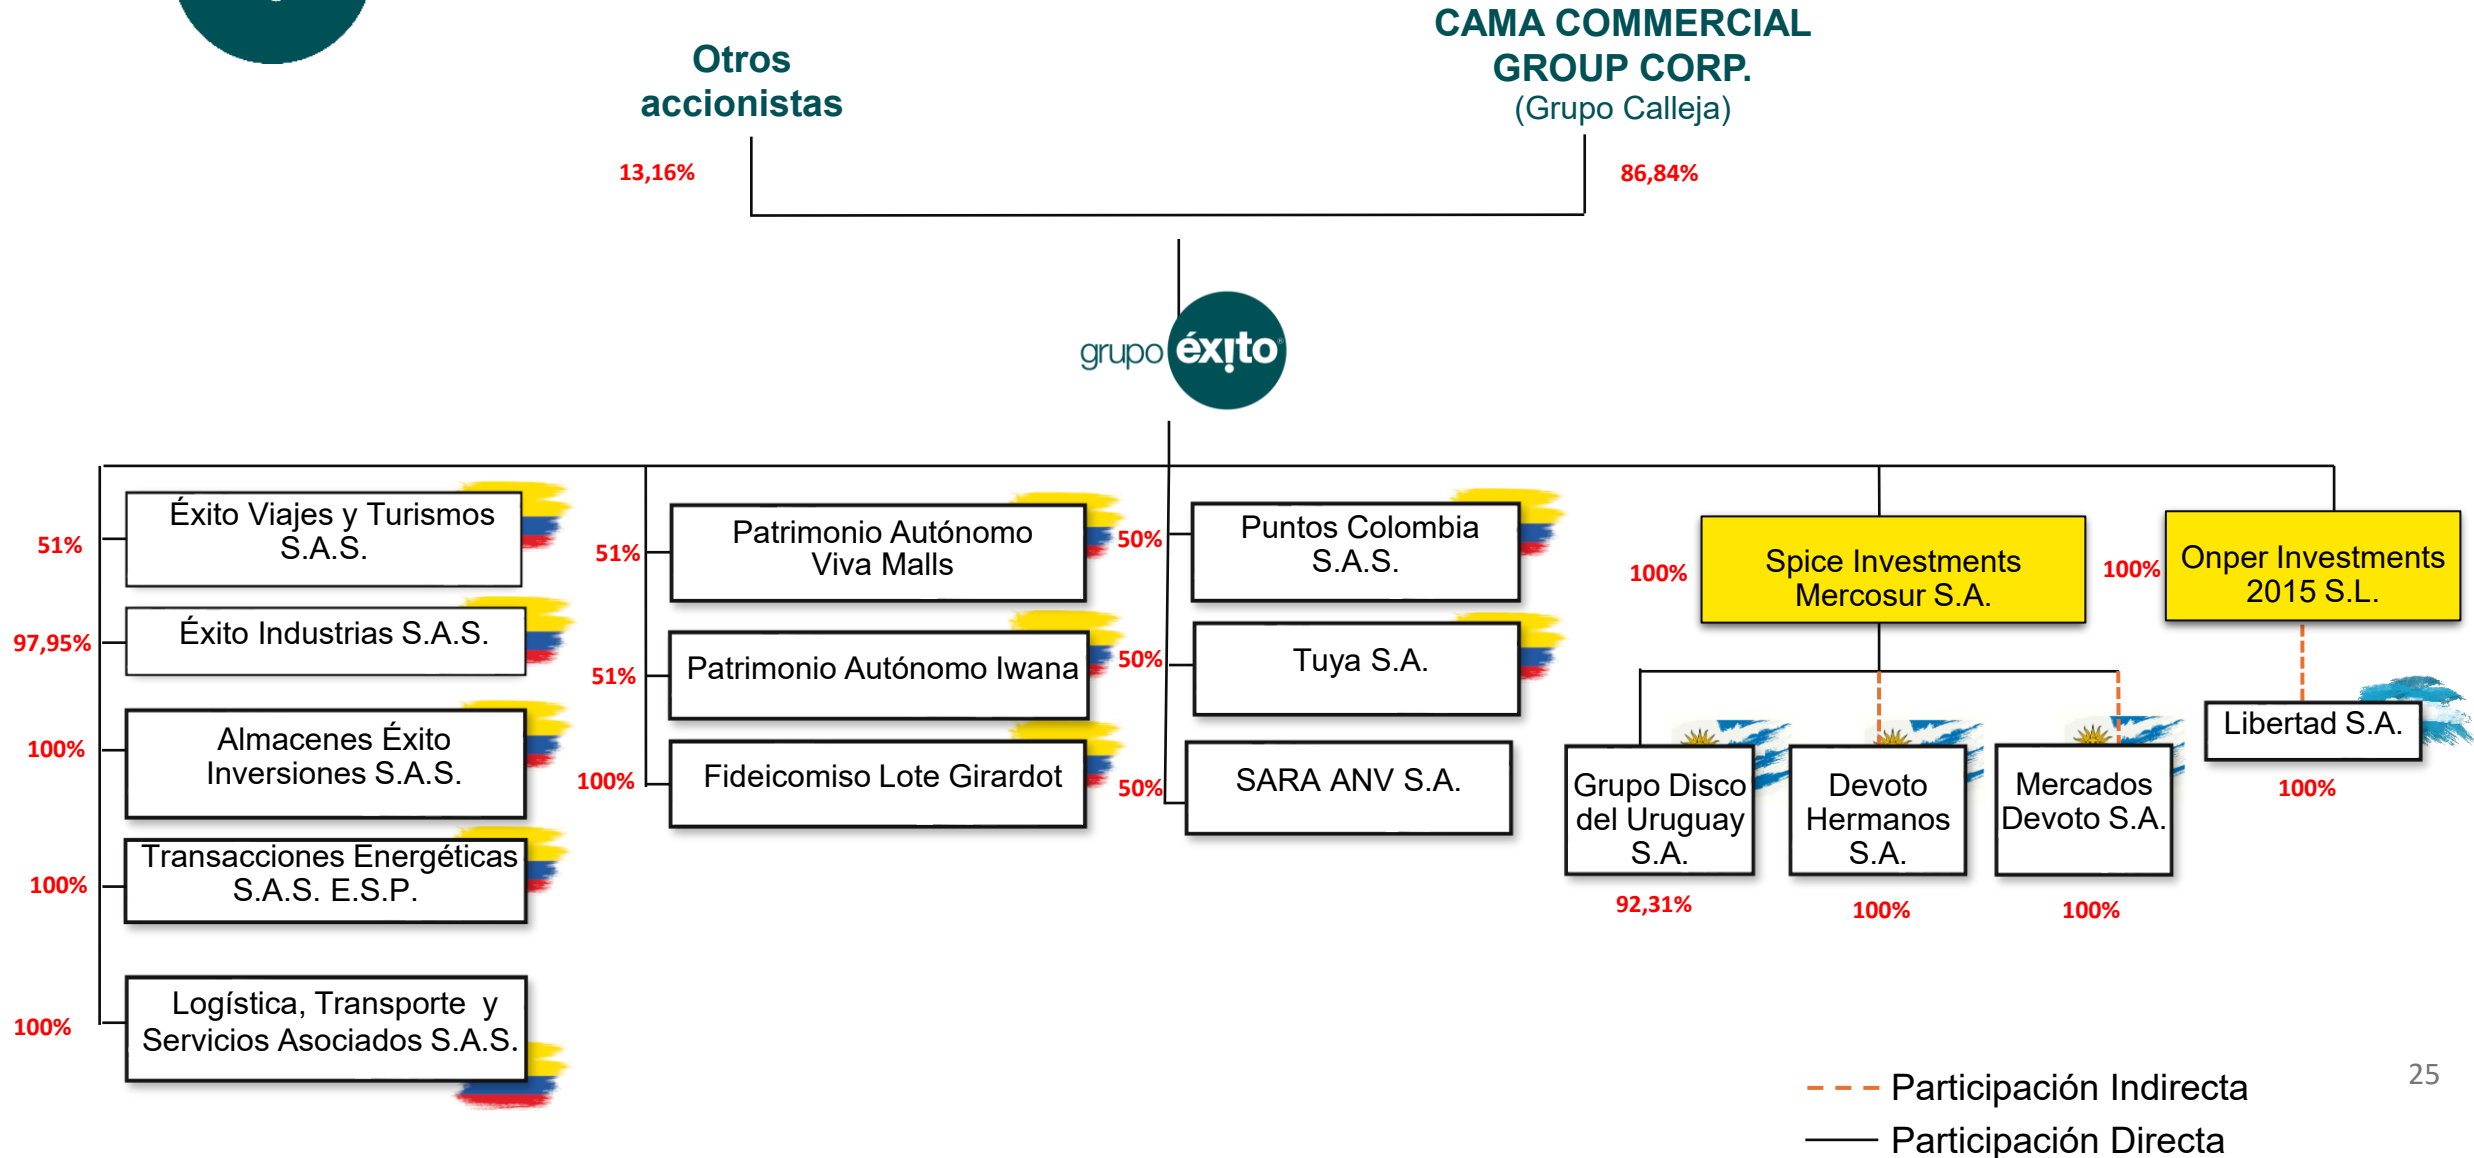 Otros
accionistas
CAMA COMMERCIAL
GROUP CORP.
(Grupo Calleja)
13,16%
86,84%
grupo éxito
51%
Éxito Viajes y Turismos
S.A.S.
97,95%
Éxito Industrias S.A.S.
100%
Almacenes Éxito
Inversiones S.A.S.
100%
Transacciones Energéticas
S.A.S. E.S.P.
100%
Logística, Transporte y
Servicios Asociados S.A.S.
51%
Patrimonio Autónomo
Viva Malls
51%
Patrimonio Autónomo Iwana
100%
Fideicomiso Lote Girardot
50%
Puntos Colombia
S.A.S.
50%
Tuya S.A.
50%
SARA ANV S.A.
100%
Spice Investments
Mercosur S.A.
Grupo Disco
del Uruguay
S.A.
92,31%
Devoto
Hermanos
S.A.
100%
Mercados
Devoto S.A.
100%
100%
Onper Investments
2015 S.L.
Libertad S.A.
100%
Participación Indirecta
Participación Directa
25